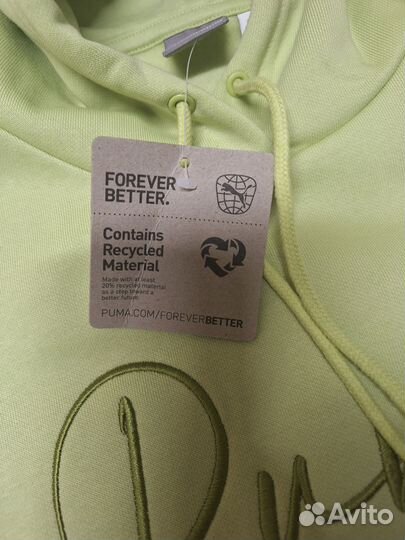 FOREVER
BETTER.
Contains
Recycled
Material
Made with at least
20% recycled material
as a step toward a
better future.
PUMA.COM/FOREVERBETTER
Avito